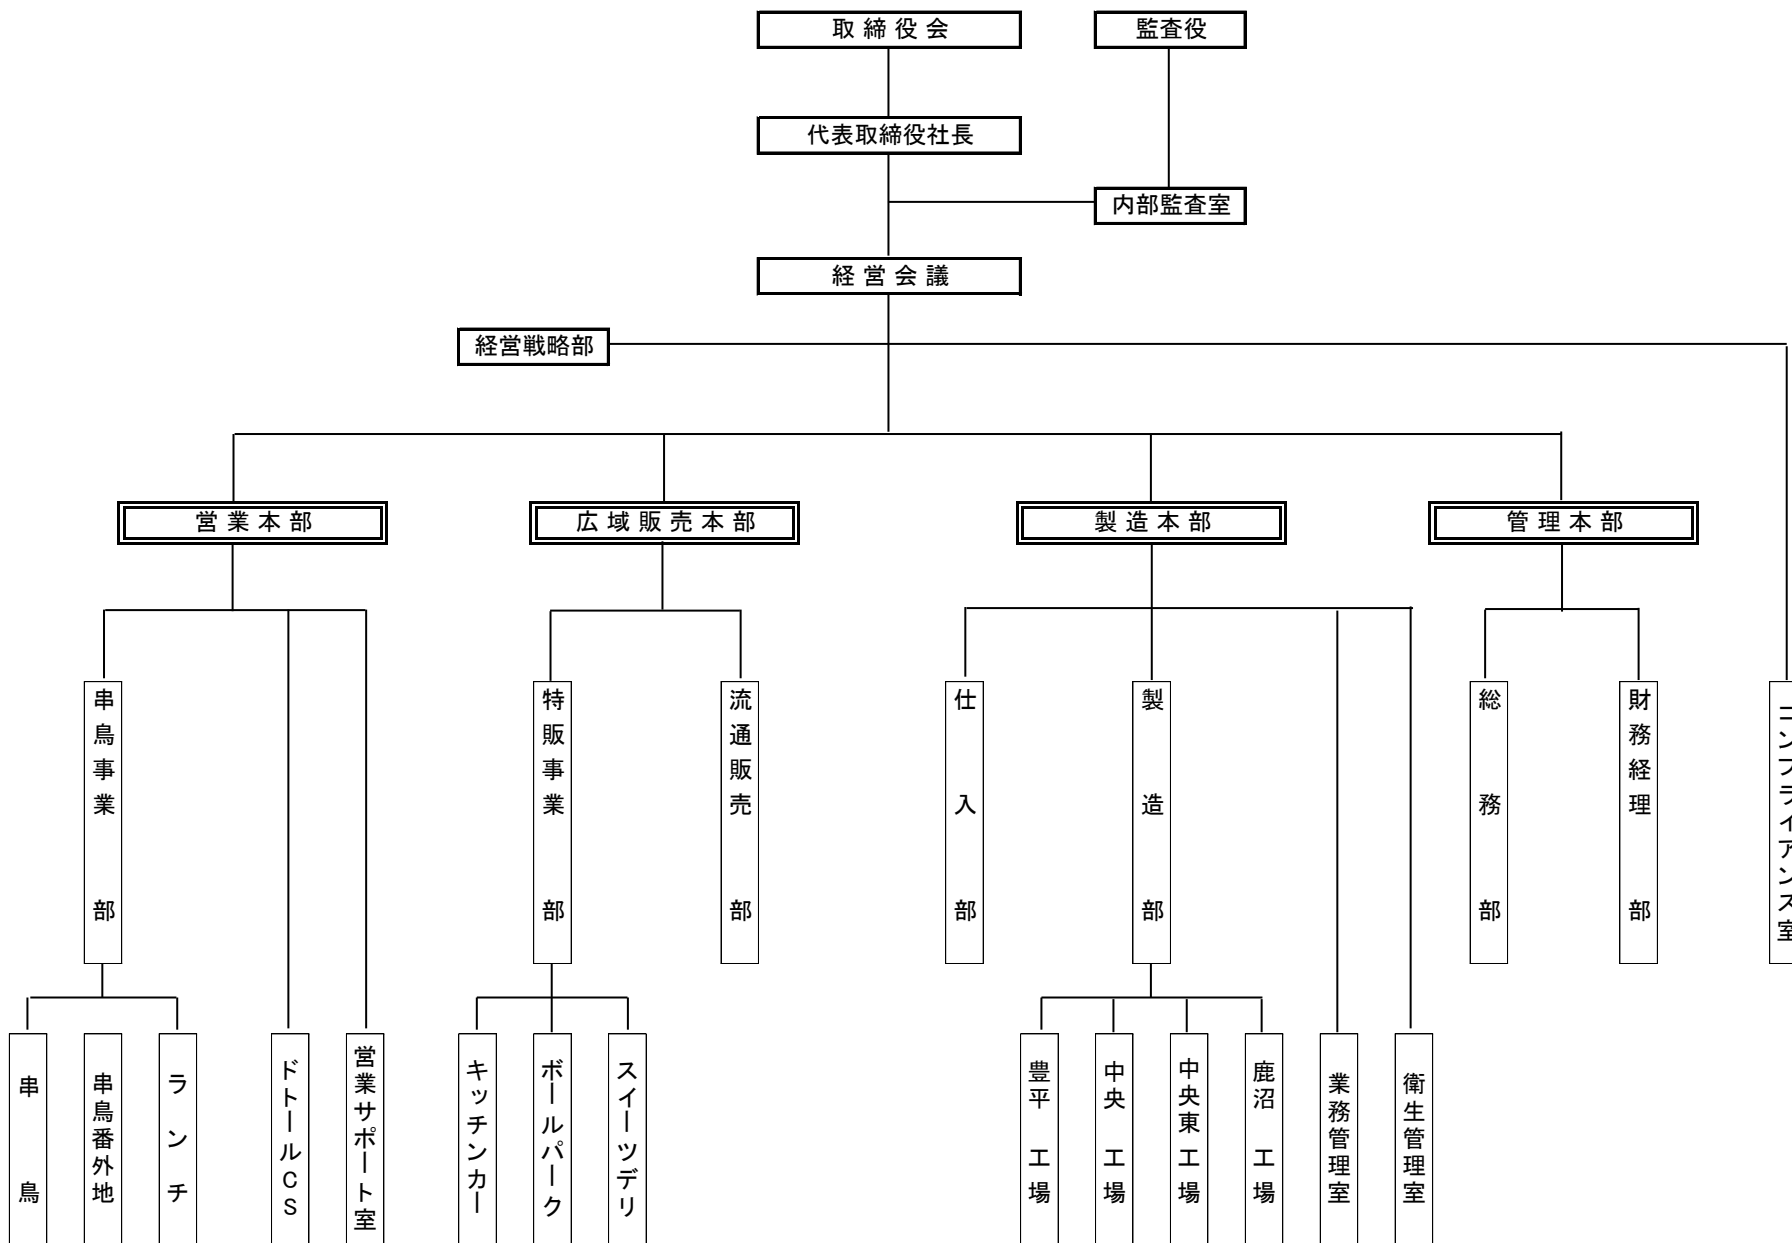 取締役会
監査役
代表取締役社長
内部監査室
経営会議
経営戦略部
営業本部
広域販売本部
製造本部
管理本部
串鳥事業部
特販事業部
流通販売部
仕入部
製造部
総務部
財務経理部
コンプライアンス室
串鳥
串鳥番外地
ランチ
ドトールCS
営業サポート室
キッチンカー
ボールパーク
スイーツデリ
豊平工場
中央工場
中央東工場
鹿沼工場
業務管理室
衛生管理室